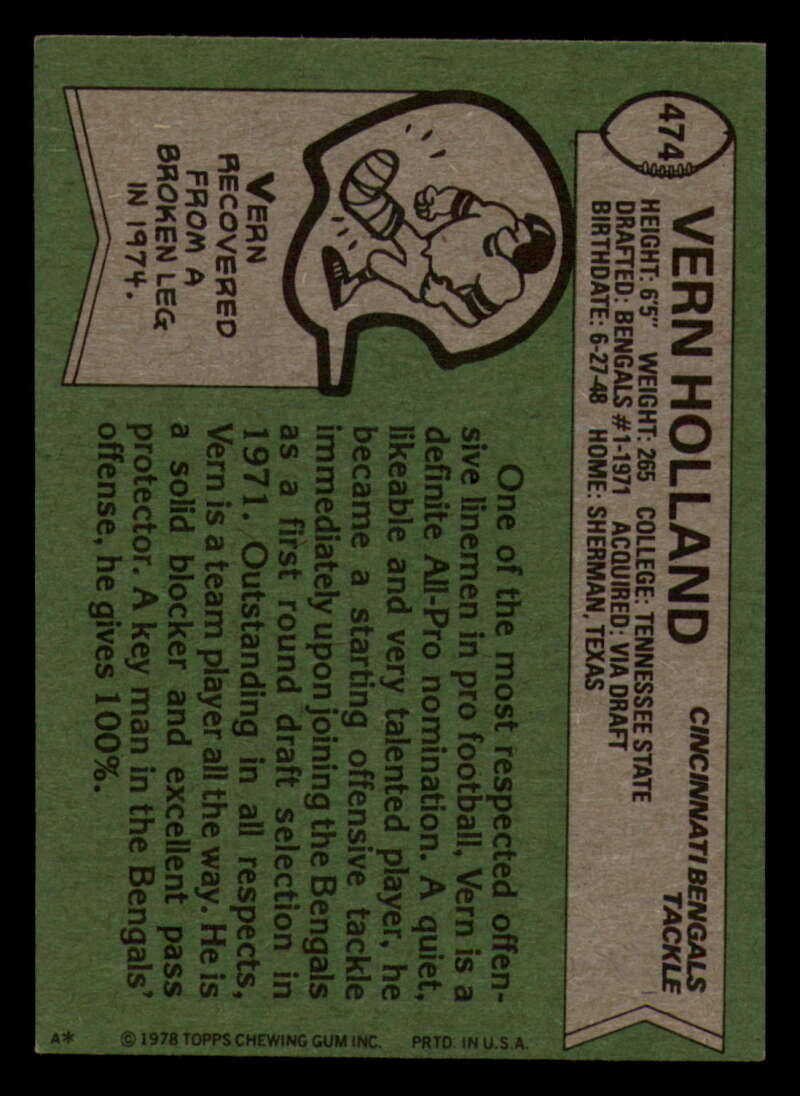 474
VERN HOLLAND
CINCINNATI BENGALS
TACKLE
HEIGHT: 6'5" WEIGHT: 265 COLLEGE: TENNESSEE STATE
DRAFTED: BENGALS #1-1971 ACQUIRED: VIA DRAFT
BIRTHDATE: 6-27-48 HOME: SHERMAN, TEXAS
VERN
RECOVERED
FROM A
BROKEN LEG
IN 1974.
One of the most respected offen-
sive linemen in pro football, Vern is a
definite All-Pro nomination. A quiet,
likeable and very talented player, he
became a starting offensive tackle
immediately upon joining the Bengals
as a first round draft selection in
1971. Outstanding in all respects,
Vern is a team player all the way. He is
a solid blocker and excellent pass
protector. A key man in the Bengals'
offense, he gives 100%.
A* © 1978 TOPPS CHEWING GUM INC. PRTD. IN U.S.A.